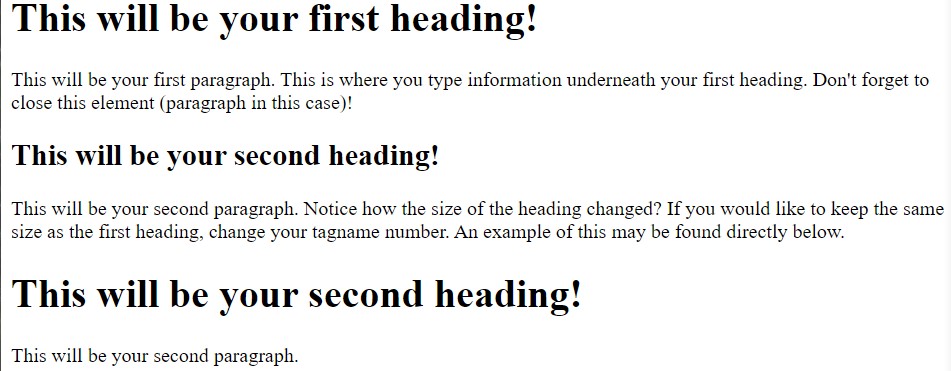 This will be your first heading!
This will be your first paragraph. This is where you type information underneath your first heading. Don't forget to
close this element (paragraph in this case)!
This will be your second heading!
This will be your second paragraph. Notice how the size of the heading changed? If you would like to keep the same
size as the first heading, change your tagname number. An example of this may be found directly below.
This will be your second heading!
This will be your second paragraph.